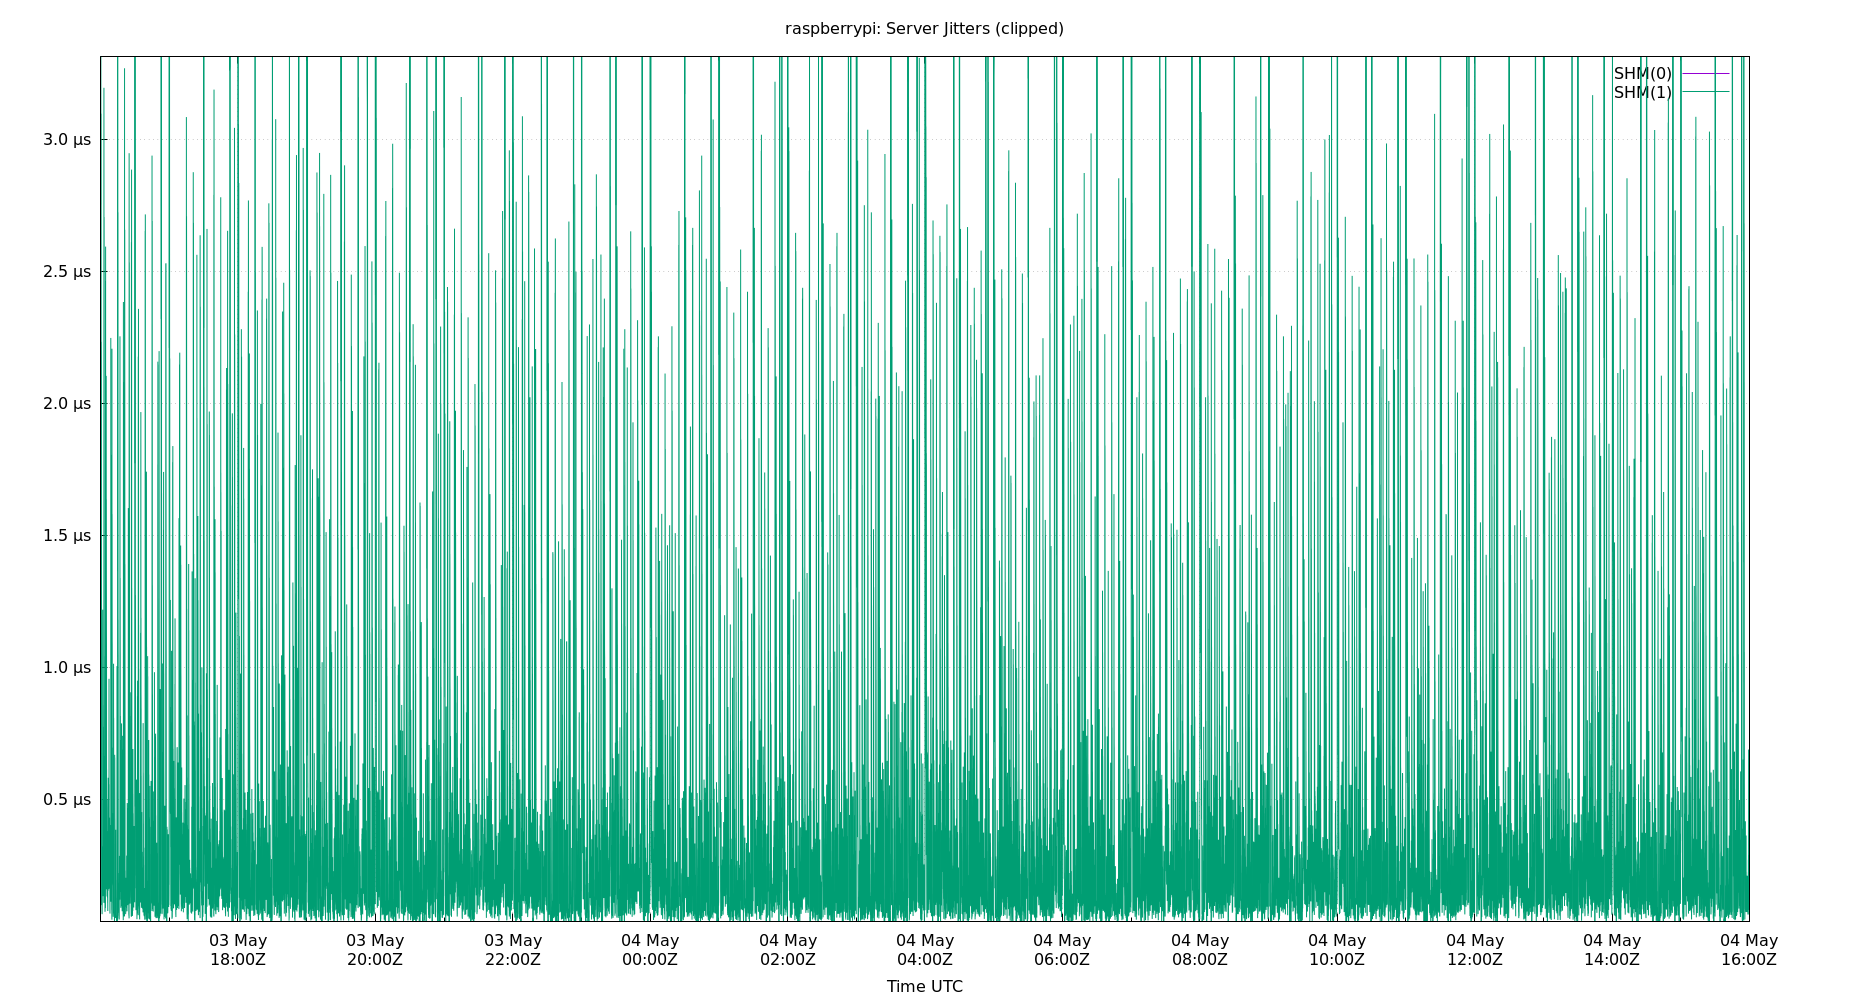 raspberrypi: Server Jitters (clipped)
SHM(0)
SHM(1)
3.0 µs
2.5 µs
2.0 µs
1.5 µs
1.0 µs
0.5 µs
03 May 03 May 03 May 04 May 04 May 04 May 04 May 04 May 04 May 04 May 04 May 04 May
18:00Z 20:00Z 22:00Z 00:00Z 02:00Z 04:00Z 06:00Z 08:00Z 10:00Z 12:00Z 14:00Z 16:00Z
Time UTC